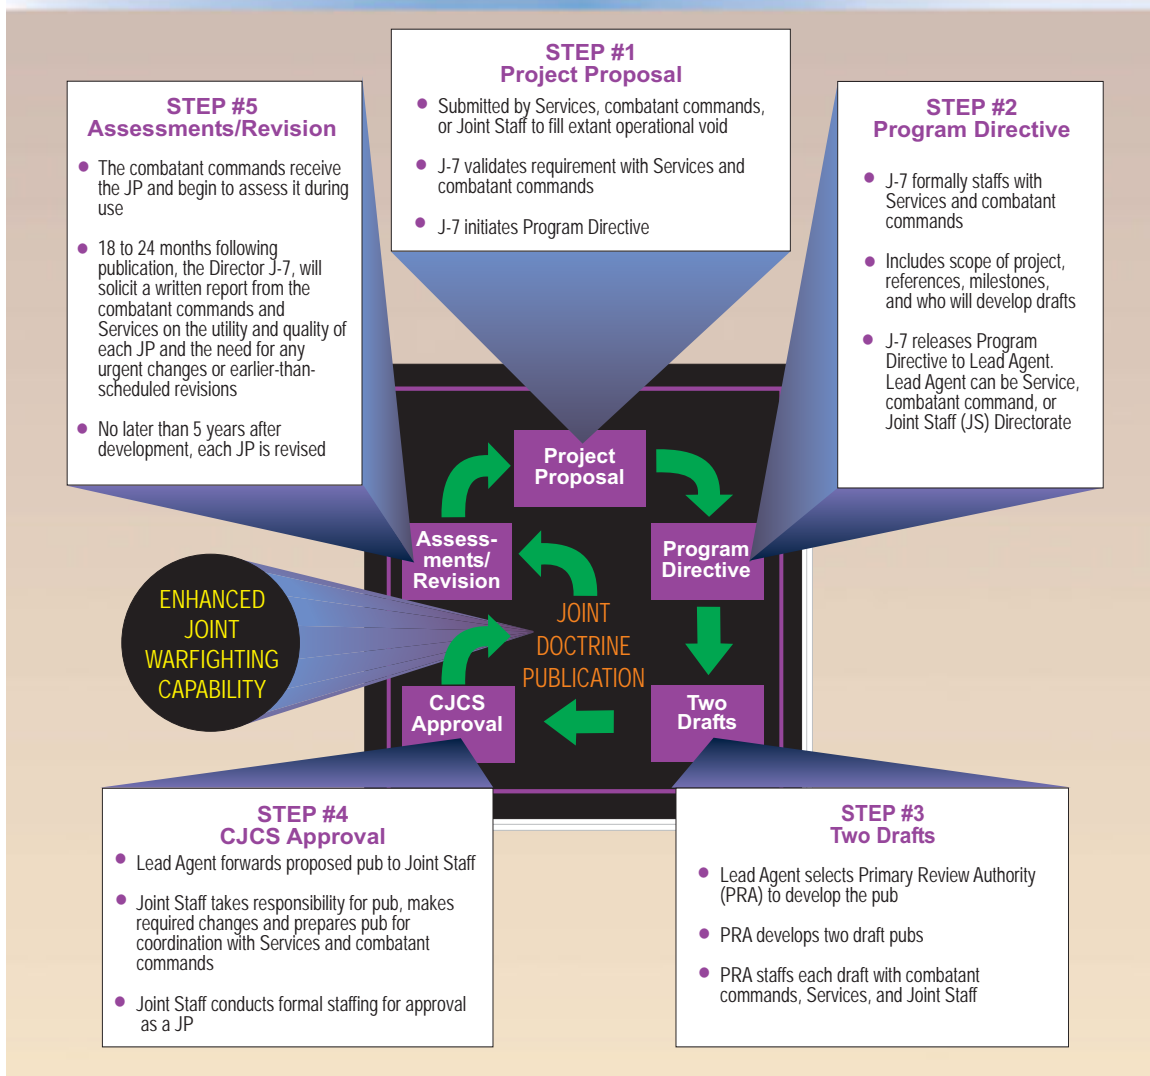 STEP #1
Project Proposal
• Submitted by Services, combatant commands,
or Joint Staff to fill extant operational void
• J-7 validates requirement with Services and
combatant commands
• J-7 initiates Program Directive
STEP #2
Program Directive
• J-7 formally staffs with
Services and combatant
commands
• Includes scope of project,
references, milestones,
and who will develop drafts
• J-7 releases Program
Directive to Lead Agent.
Lead Agent can be Service,
combatant command, or
Joint Staff (JS) Directorate
STEP #3
Two Drafts
• Lead Agent selects Primary Review Authority
(PRA) to develop the pub
• PRA develops two draft pubs
• PRA staffs each draft with combatant
commands, Services, and Joint Staff
STEP #4
CJCS Approval
• Lead Agent forwards proposed pub to Joint Staff
• Joint Staff takes responsibility for pub, makes
required changes and prepares pub for
coordination with Services and combatant
commands
• Joint Staff conducts formal staffing for approval
as a JP
STEP #5
Assessments/Revision
• The combatant commands receive
the JP and begin to assess it during
use
• 18 to 24 months following
publication, the Director J-7, will
solicit a written report from the
combatant commands and
Services on the utility and quality of
each JP and the need for any
urgent changes or earlier-than-
scheduled revisions
• No later than 5 years after
development, each JP is revised
Project
Proposal
Program
Directive
Two
Drafts
CJCS
Approval
Assess-
ments/
Revision
JOINT
DOCTRINE
PUBLICATION
ENHANCED
JOINT
WARFIGHTING
CAPABILITY